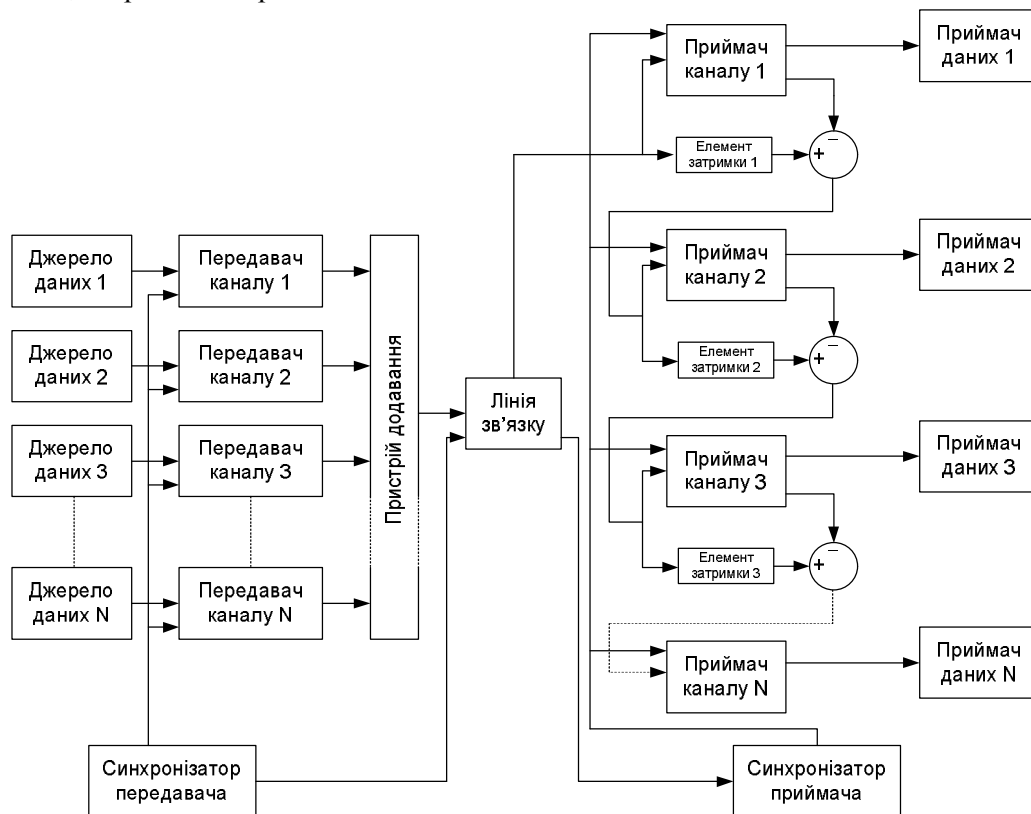 Приймач
каналу 1
Приймач
даних 1
−
Елемент
затримки 1
+
Джерело
даних 1
Передавач
каналу 1
Приймач
каналу 2
Приймач
даних 2
−
Елемент
затримки 2
+
Джерело
даних 2
Передавач
каналу 2
Пристрій додавання
Лінія
зв’язку
Джерело
даних 3
Передавач
каналу 3
Приймач
каналу 3
Приймач
даних 3
−
Елемент
затримки 3
+
Джерело
даних N
Передавач
каналу N
Приймач
каналу N
Приймач
даних N
Синхронізатор
передавача
Синхронізатор
приймача